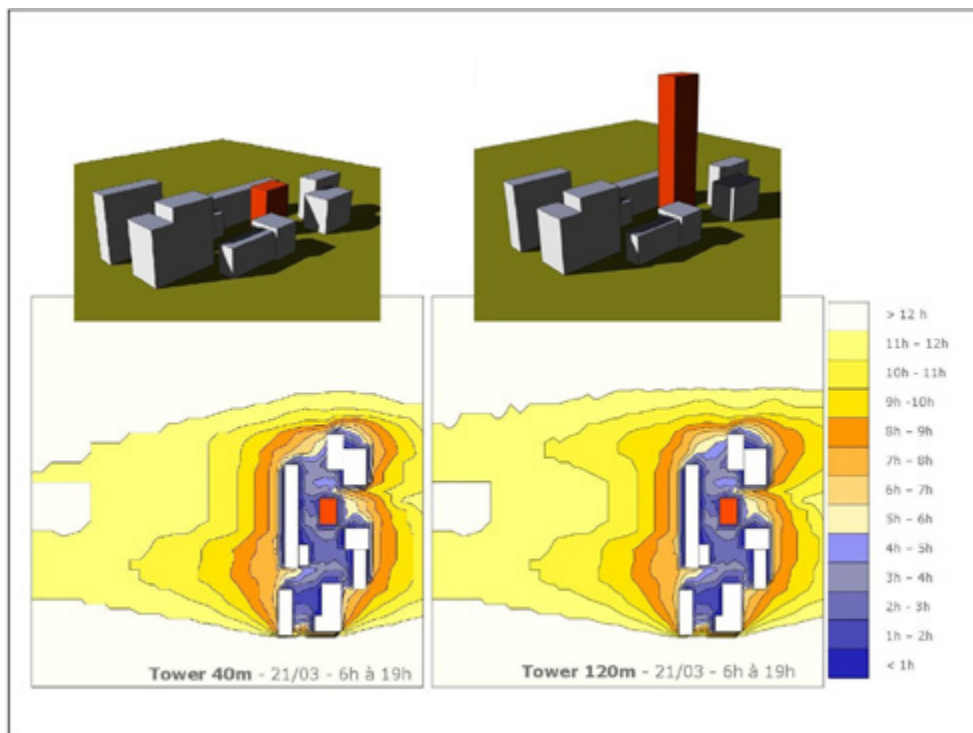 > 12 h
11h – 12h
10h - 11h
9h -10h
8h – 9h
7h – 8h
6h – 7h
5h – 6h
4h – 5h
3h – 4h
2h - 3h
1h – 2h
< 1h
Tower 40m - 21/03 - 6h à 19h
Tower 120m - 21/03 - 6h à 19h